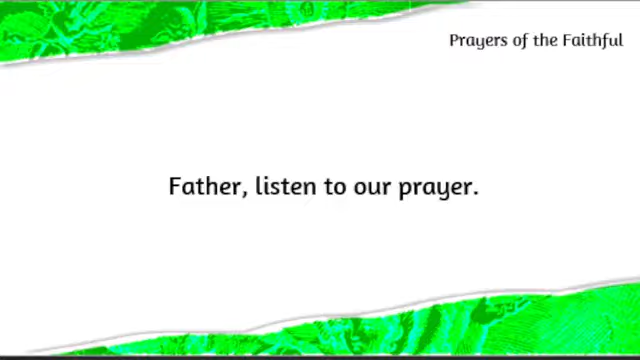 Prayers of the Faithful
Father, listen to our prayer.